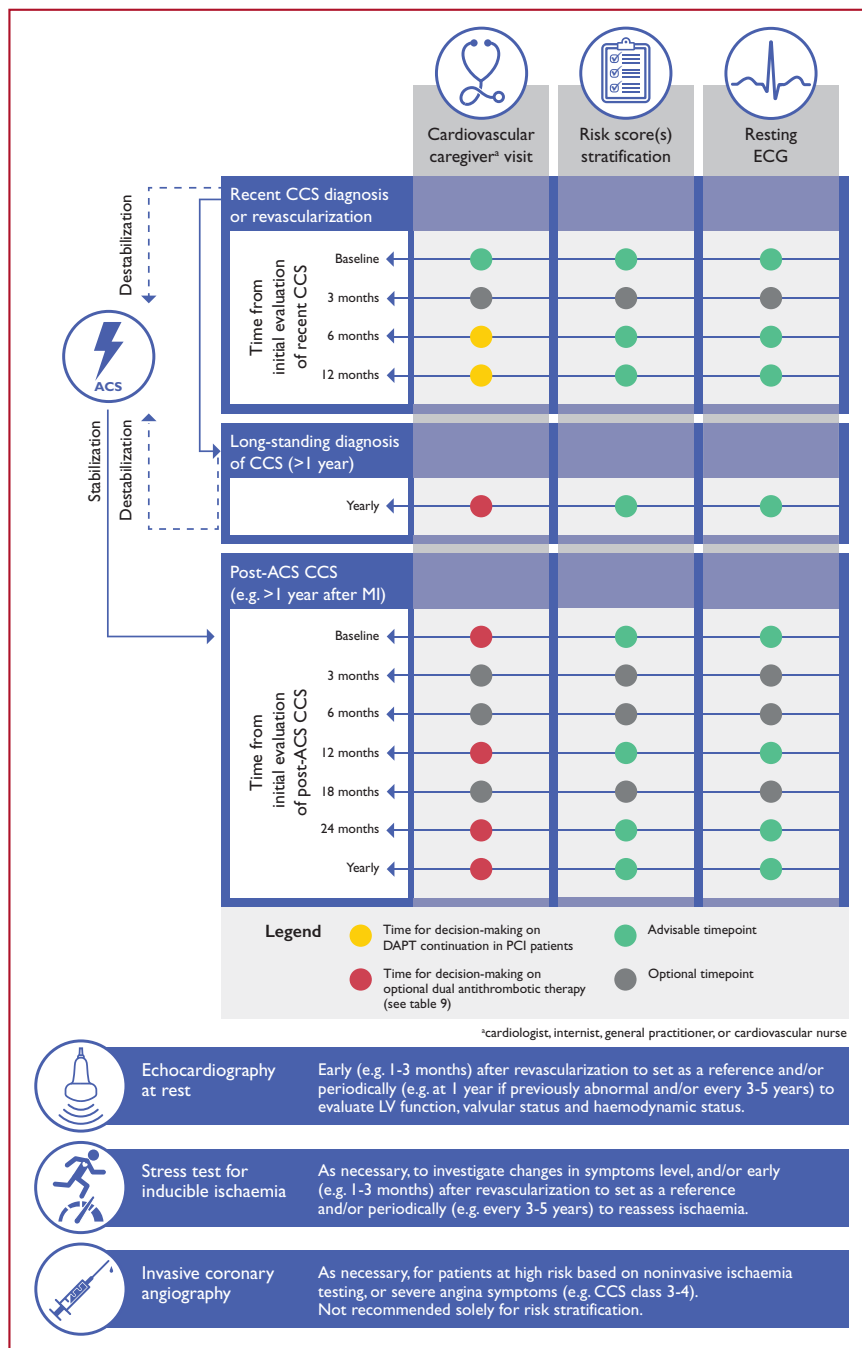 Cardiovascular
caregiverᵃ visit
Risk score(s)
stratification
Resting
ECG
Recent CCS diagnosis
or revascularization
Destabilization
Time from
initial evaluation
of recent CCS
Baseline
3 months
6 months
12 months
ACS
Long-standing diagnosis
of CCS (>1 year)
Stabilization
Destabilization
Yearly
Post-ACS CCS
(e.g. >1 year after MI)
Time from
initial evaluation
of post-ACS CCS
Baseline
3 months
6 months
12 months
18 months
24 months
Yearly
Legend
Time for decision-making on
DAPT continuation in PCI patients
Advisable timepoint
Time for decision-making on
optional dual antithrombotic therapy
(see table 9)
Optional timepoint
ᵃcardiologist, internist, general practitioner, or cardiovascular nurse
Echocardiography
at rest
Early (e.g. 1-3 months) after revascularization to set as a reference and/or
periodically (e.g. at 1 year if previously abnormal and/or every 3-5 years) to
evaluate LV function, valvular status and haemodynamic status.
Stress test for
inducible ischaemia
As necessary, to investigate changes in symptoms level, and/or early
(e.g. 1-3 months) after revascularization to set as a reference
and/or periodically (e.g. every 3-5 years) to reassess ischaemia.
Invasive coronary
angiography
As necessary, for patients at high risk based on noninvasive ischaemia
testing, or severe angina symptoms (e.g. CCS class 3-4).
Not recommended solely for risk stratification.